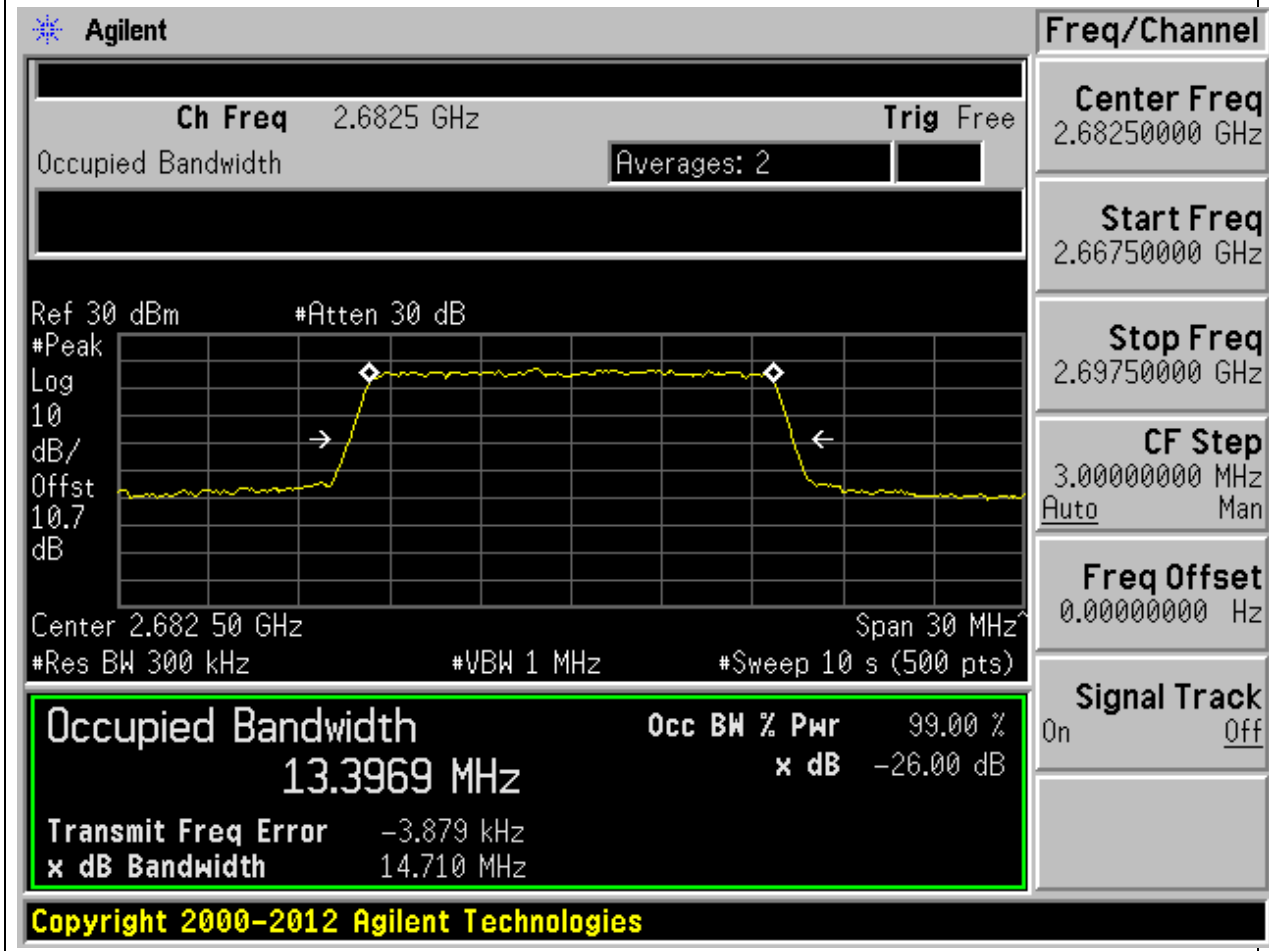 Agilent
Freq/Channel
Ch Freq 2.6825 GHz Trig Free
Occupied Bandwidth Averages: 2
Ref 30 dBm #Atten 30 dB
#Peak
Log
10
dB/
Offst
10.7
dB
Center 2.682 50 GHz Span 30 MHz^
#Res BW 300 kHz #VBW 1 MHz #Sweep 10 s (500 pts)
Occupied Bandwidth
13.3969 MHz
Occ BW % Pwr 99.00 %
x dB -26.00 dB
Transmit Freq Error -3.879 kHz
x dB Bandwidth 14.710 MHz
Center Freq
2.68250000 GHz
Start Freq
2.66750000 GHz
Stop Freq
2.69750000 GHz
CF Step
3.00000000 MHz
Auto Man
Freq Offset
0.00000000 Hz
Signal Track
On Off
Copyright 2000-2012 Agilent Technologies